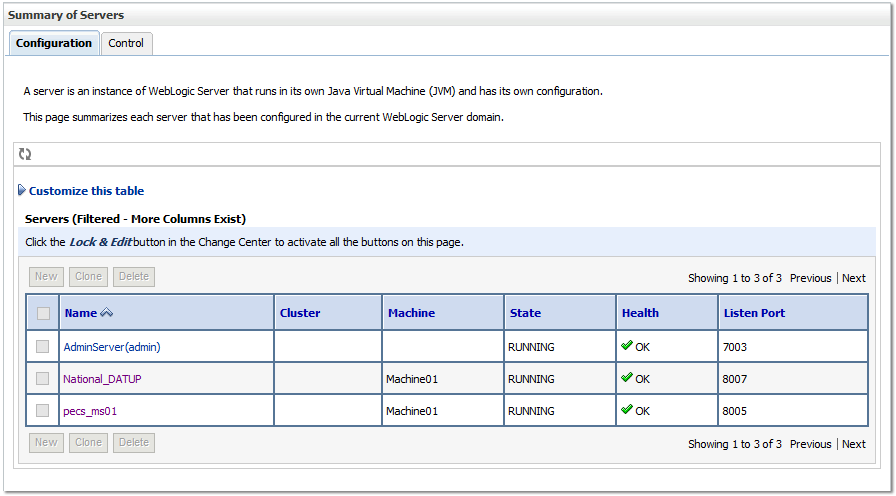 Summary of Servers
Configuration Control
A server is an instance of WebLogic Server that runs in its own Java Virtual Machine (JVM) and has its own configuration.
This page summarizes each server that has been configured in the current WebLogic Server domain.
Customize this table
Servers (Filtered - More Columns Exist)
Click the Lock & Edit button in the Change Center to activate all the buttons on this page.
New Clone Delete Showing 1 to 3 of 3 Previous | Next
Name Cluster Machine State Health Listen Port
AdminServer(admin) RUNNING OK 7003
National_DATUP Machine01 RUNNING OK 8007
pecs_ms01 Machine01 RUNNING OK 8005
New Clone Delete Showing 1 to 3 of 3 Previous | Next